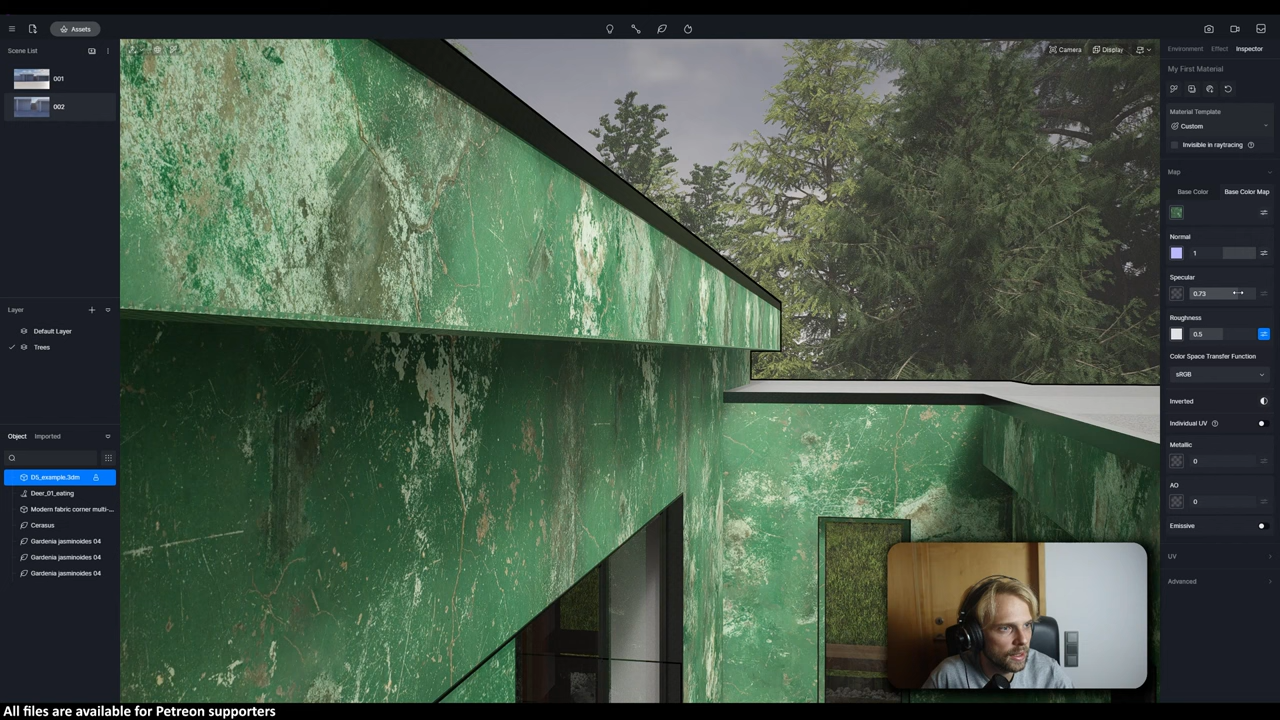 Assets
Scene List
001
002
Layer
Default Layer
Trees
Object Imported
D5_example.3dm
Deer_01_eating
Modern fabric corner multi-...
Cerasus
Gardenia jasminoides 04
Gardenia jasminoides 04
Gardenia jasminoides 04
Camera Display
Environment Effect Inspector
My First Material
Material Template
Custom
Invisible in raytracing
Map
Base Color Base Color Map
Normal
1
Specular
0.73
Roughness
0.5
Color Space Transfer Function
sRGB
Inverted
Individual UV
Metallic
0
AO
0
Emissive
UV
Advanced
All files are available for Petreon supporters